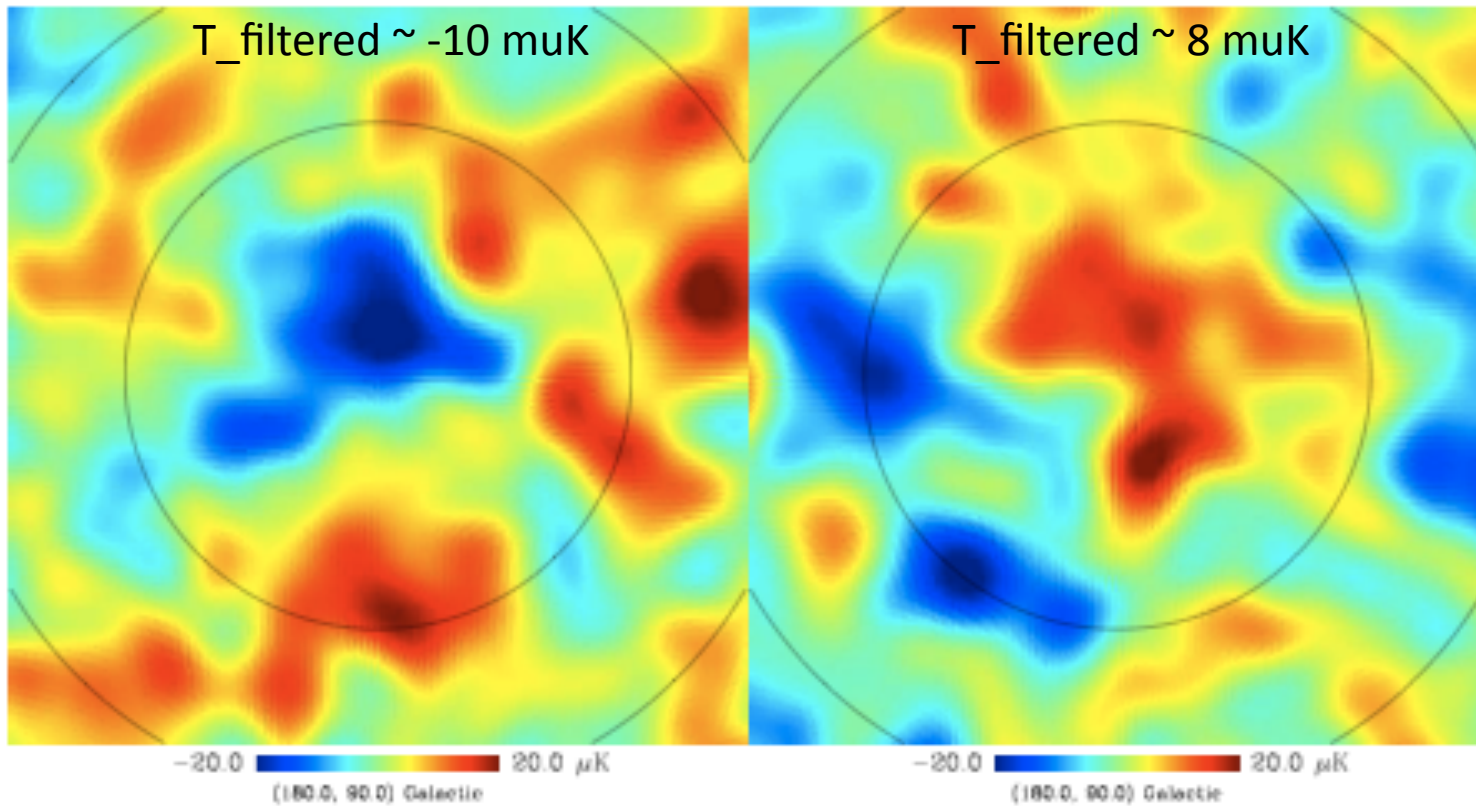 T_filtered ~ -10 muK
T_filtered ~ 8 muK
-20.0 20.0 μK
(180.0, 90.0) Galactic
-20.0 20.0 μK
(180.0, 90.0) Galactic